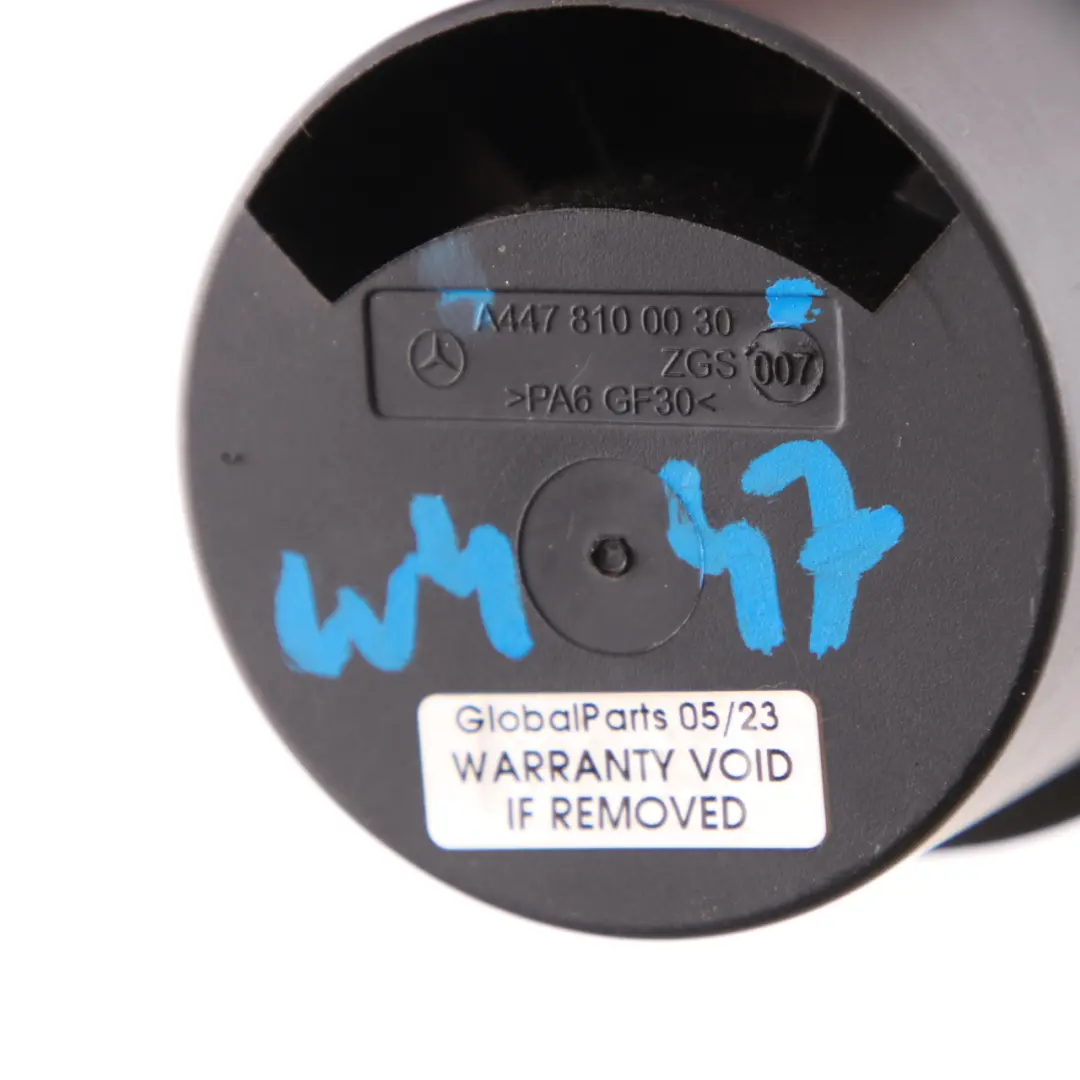 A447 810 00 30
ZGS 007
>PA6 GF30<
W447
GlobalParts 05/23
WARRANTY VOID
IF REMOVED